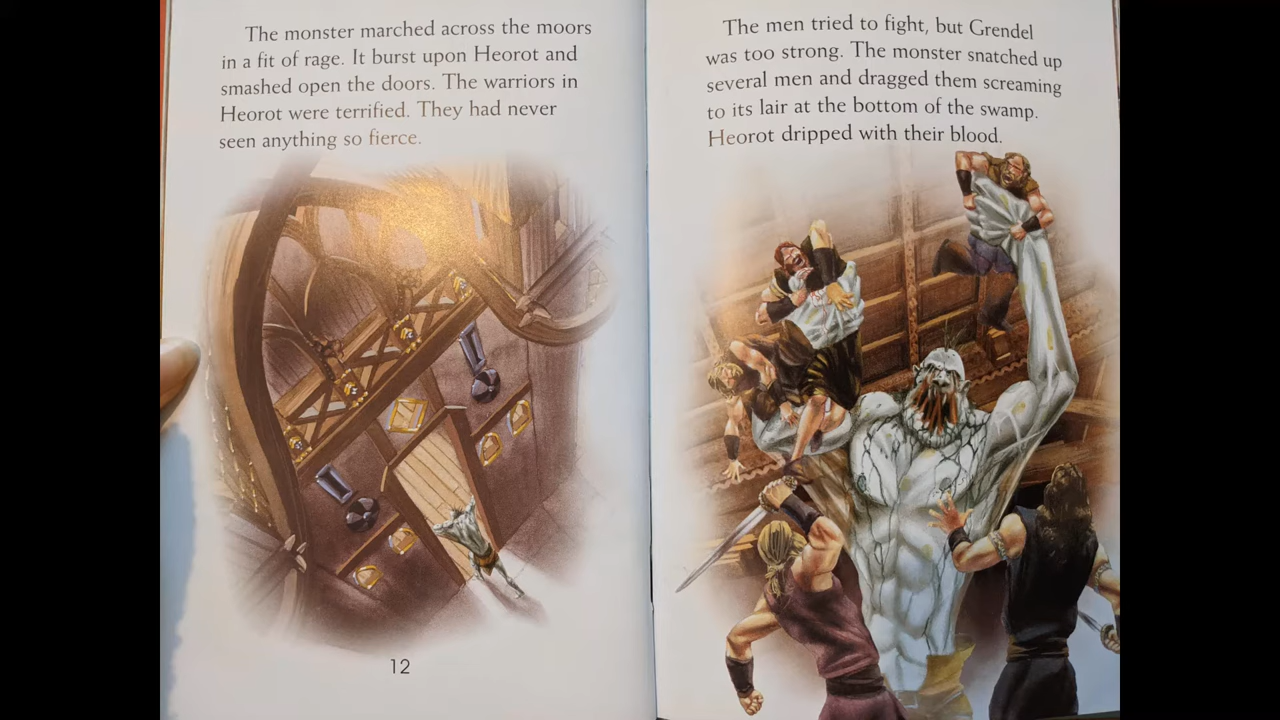 The monster marched across the moors
in a fit of rage. It burst upon Heorot and
smashed open the doors. The warriors in
Heorot were terrified. They had never
seen anything so fierce.
12
The men tried to fight, but Grendel
was too strong. The monster snatched up
several men and dragged them screaming
to its lair at the bottom of the swamp.
Heorot dripped with their blood.